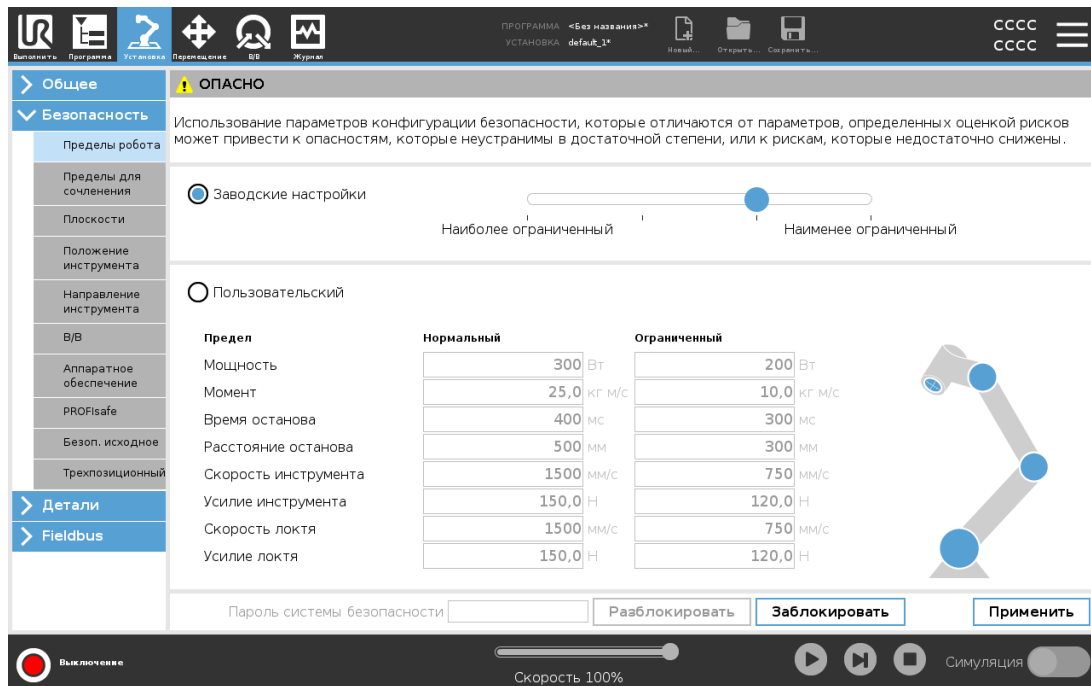 UR
Выполнить Программа Установка Перемещение В/В Журнал
ПРОГРАММА <Без названия>*
УСТАНОВКА default_1*
Новый... Открыть... Сохранить...
CCCC
CCCC
Общее
Безопасность
Пределы робота
Пределы для
сочленения
Плоскости
Положение
инструмента
Направление
инструмента
В/В
Аппаратное
обеспечение
PROFIsafe
Безоп. исходное
Трехпозиционный
Детали
Fieldbus
ОПАСНО
Использование параметров конфигурации безопасности, которые отличаются от параметров, определенных оценкой рисков
может привести к опасностям, которые неустранимы в достаточной степени, или к рискам, которые недостаточно снижены.
Заводские настройки
Наиболее ограниченный Наименее ограниченный
Пользовательский
Предел Нормальный Ограниченный
Мощность 300 Вт 200 Вт
Момент 25,0 кг м/с 10,0 кг м/с
Время останова 400 мс 300 мс
Расстояние останова 500 мм 300 мм
Скорость инструмента 1500 мм/с 750 мм/с
Усилие инструмента 150,0 Н 120,0 Н
Скорость локтя 1500 мм/с 750 мм/с
Усилие локтя 150,0 Н 120,0 Н
Пароль системы безопасности Разблокировать Заблокировать Применить
Выключение
Скорость 100%
Симуляция